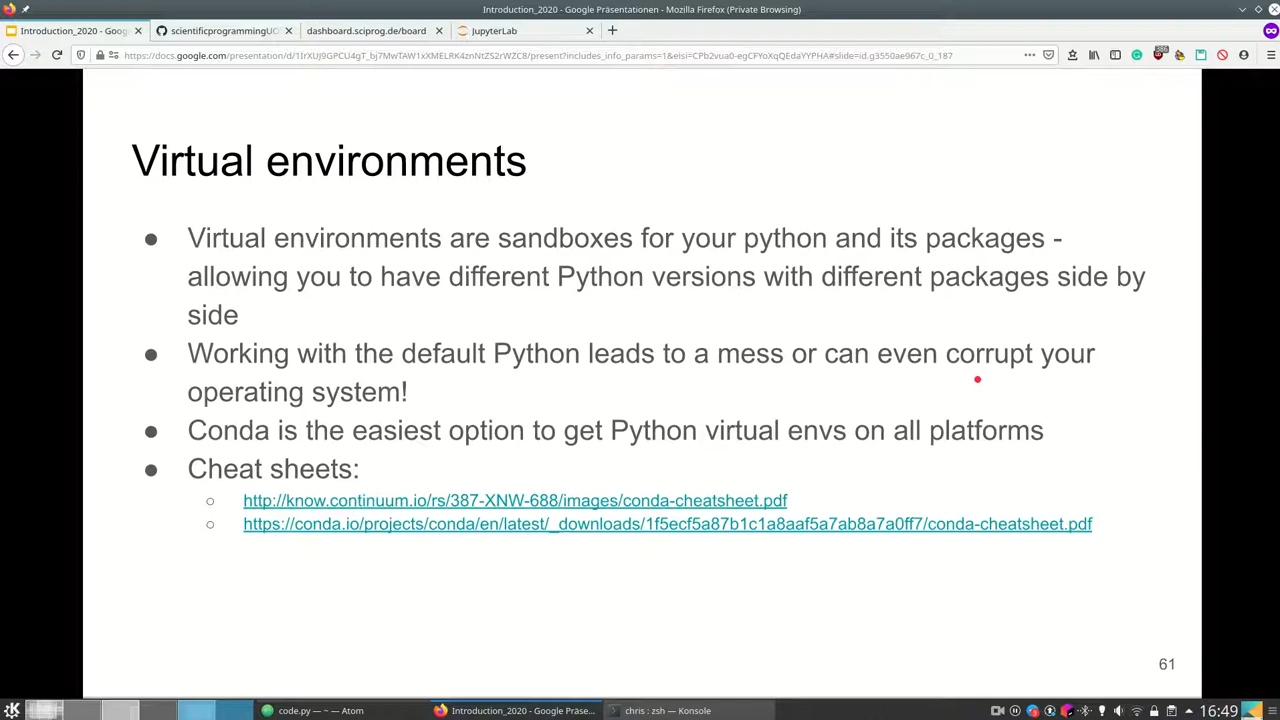 Introduction_2020 - Google Präsentationen - Mozilla Firefox (Private Browsing)
Introduction_2020 - Goog
scientificprogrammingUC
dashboard.sciprog.de/board
JupyterLab
Virtual environments
● Virtual environments are sandboxes for your python and its packages -
allowing you to have different Python versions with different packages side by
side
● Working with the default Python leads to a mess or can even corrupt your
operating system!
● Conda is the easiest option to get Python virtual envs on all platforms
● Cheat sheets:
○ http://know.continuum.io/rs/387-XNW-688/images/conda-cheatsheet.pdf
○ https://conda.io/projects/conda/en/latest/_downloads/1f5ecf5a87b1c1a8aaf5a7ab8a7a0ff7/conda-cheatsheet.pdf
61
code.py — ~ — Atom
Introduction_2020 - Google Präse...
chris : zsh — Konsole
16:49